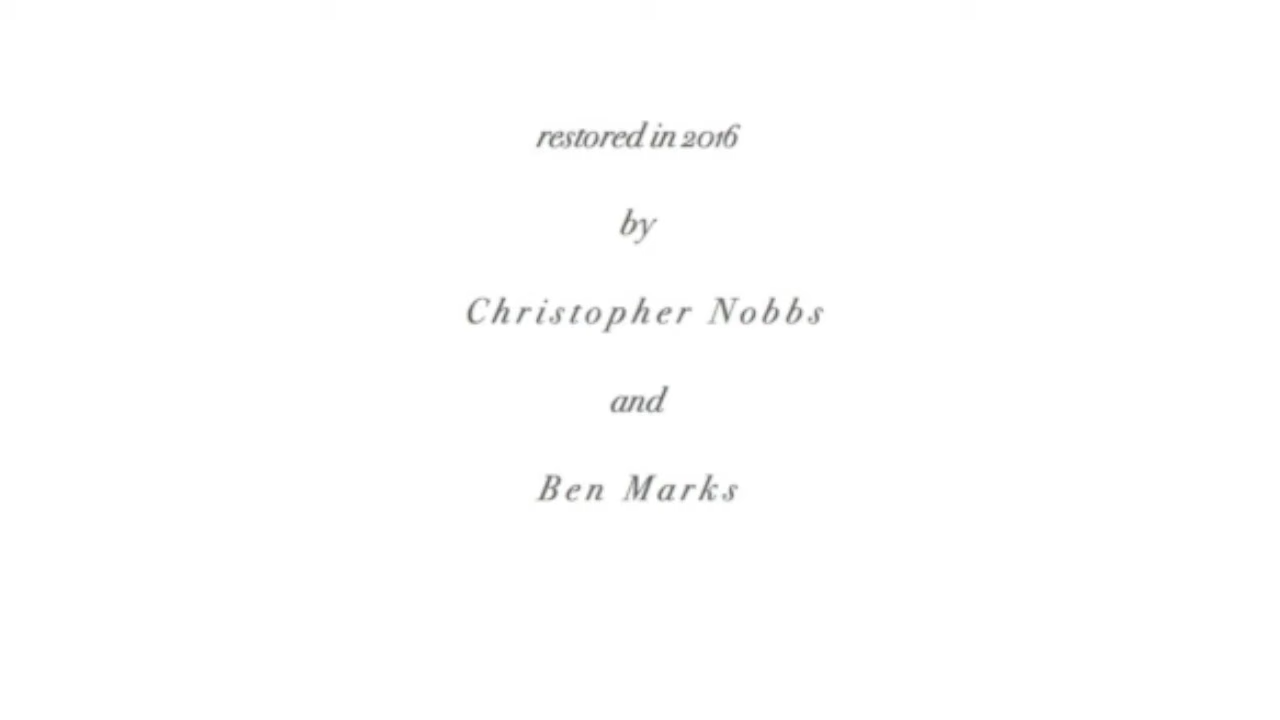 restored in 2016
by
Christopher Nobbs
and
Ben Marks